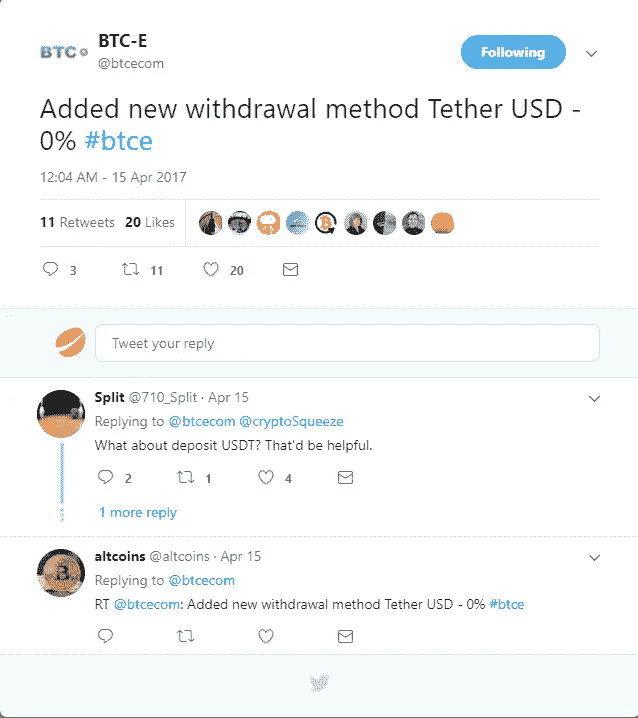 BTC
BTC-E
@btcecom
Following
Added new withdrawal method Tether USD -
0% #btce
12:04 AM - 15 Apr 2017
11 Retweets 20 Likes
3 11 20
Tweet your reply
Split @710_Split · Apr 15
Replying to @btcecom @cryptoSqueeze
What about deposit USDT? That'd be helpful.
2 1 4
1 more reply
altcoins @altcoins · Apr 15
Replying to @btcecom
RT @btcecom: Added new withdrawal method Tether USD - 0% #btce